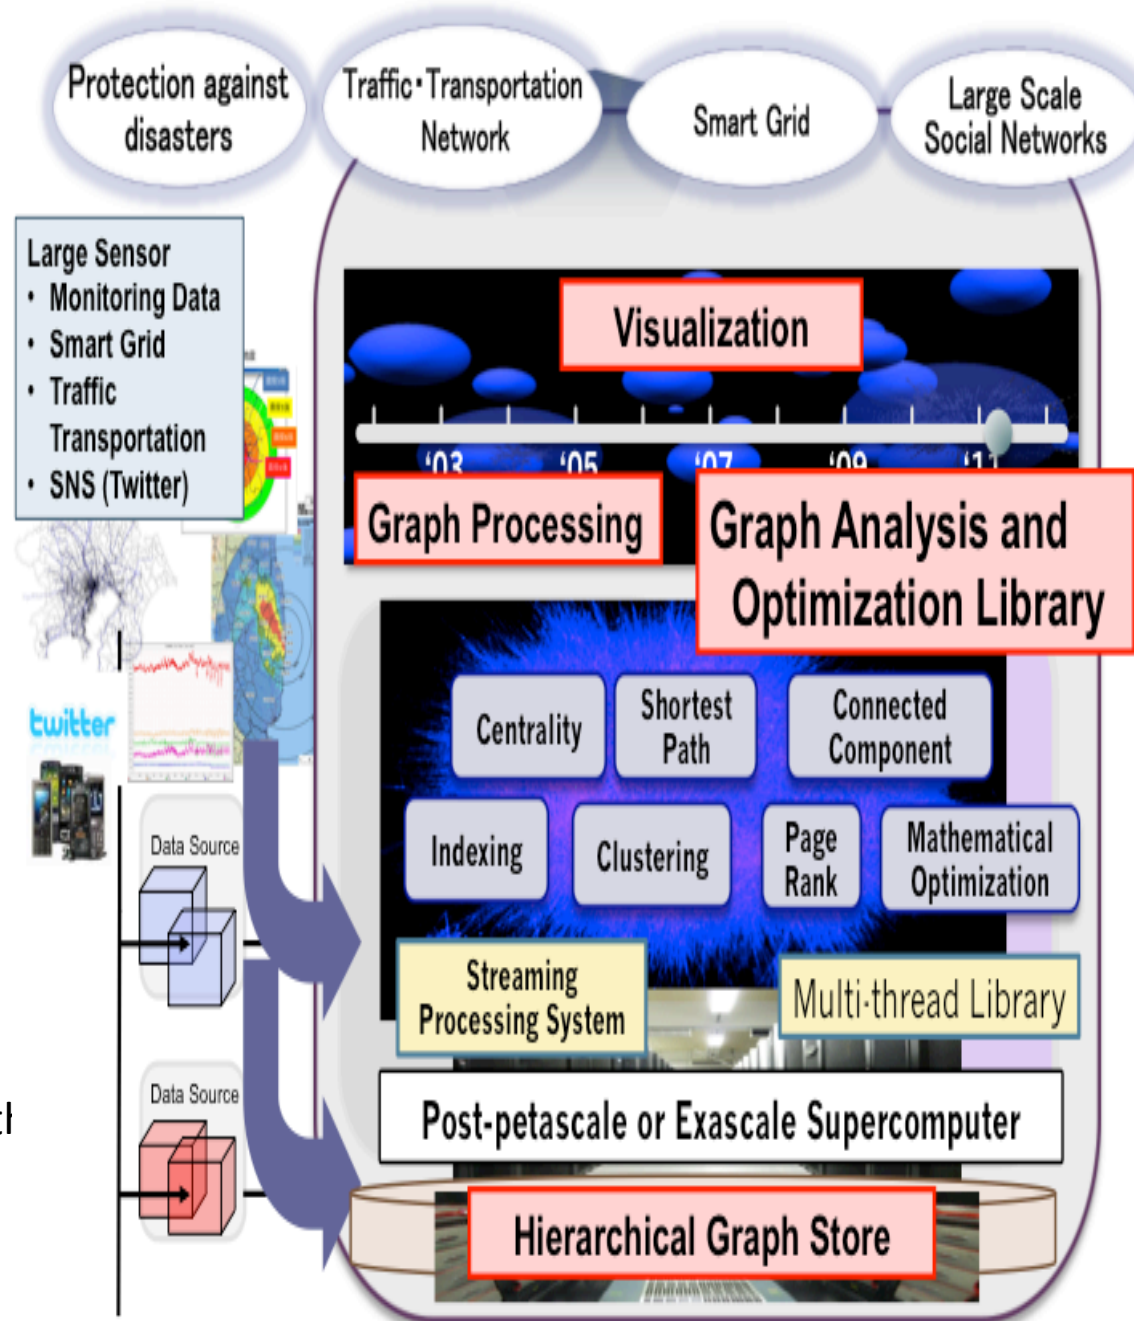 Protection against
disasters
Traffic・Transportation
Network
Smart Grid
Large Scale
Social Networks
Large Sensor
• Monitoring Data
• Smart Grid
• Traffic
Transportation
• SNS (Twitter)
Visualization
'03 '05 '07 '09 '11
Graph Processing
Graph Analysis and
Optimization Library
twitter
Centrality
Shortest
Path
Connected
Component
Indexing
Clustering
Page
Rank
Mathematical
Optimization
Data Source
Streaming
Processing System
Multi-thread Library
Data Source
Post-petascale or Exascale Supercomputer
Hierarchical Graph Store